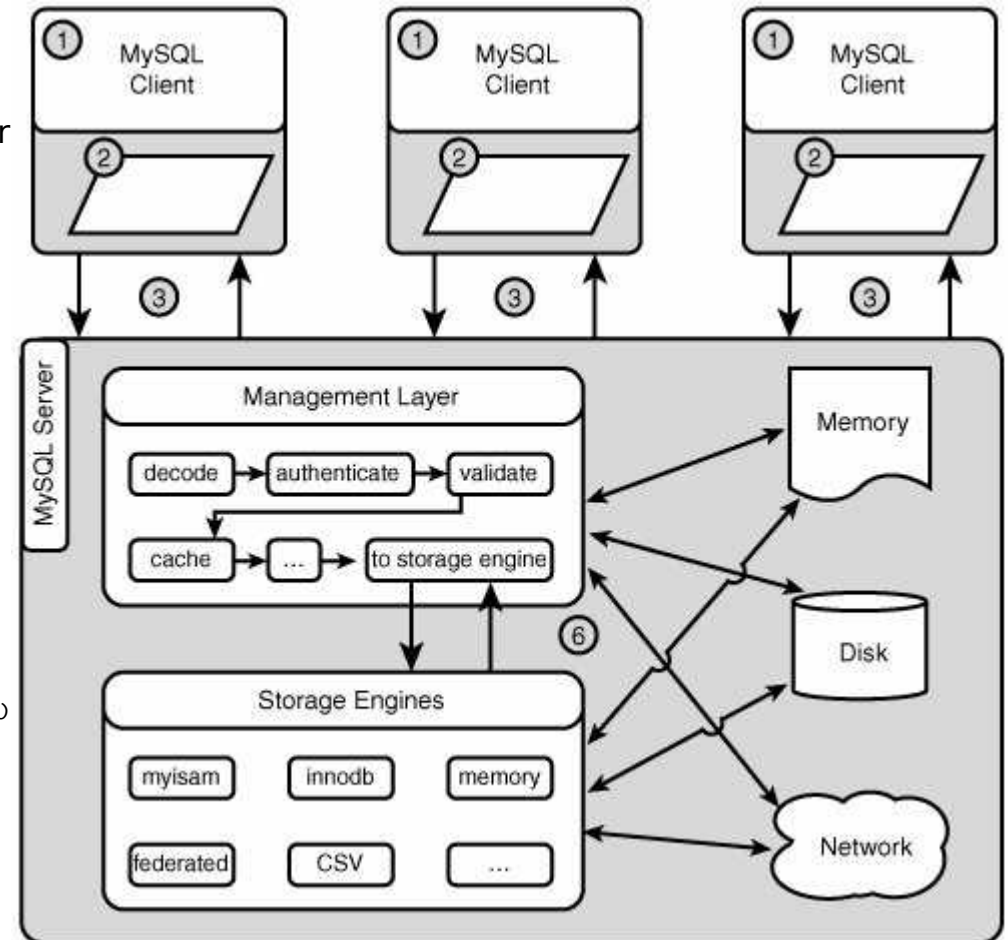 1
MySQL
Client
2
1
MySQL
Client
2
1
MySQL
Client
2
r
3
3
3
MySQL Server
Management Layer
decode
authenticate
validate
cache
...
to storage engine
Memory
6
Disk
Storage Engines
myisam
innodb
memory
federated
CSV
...
Network